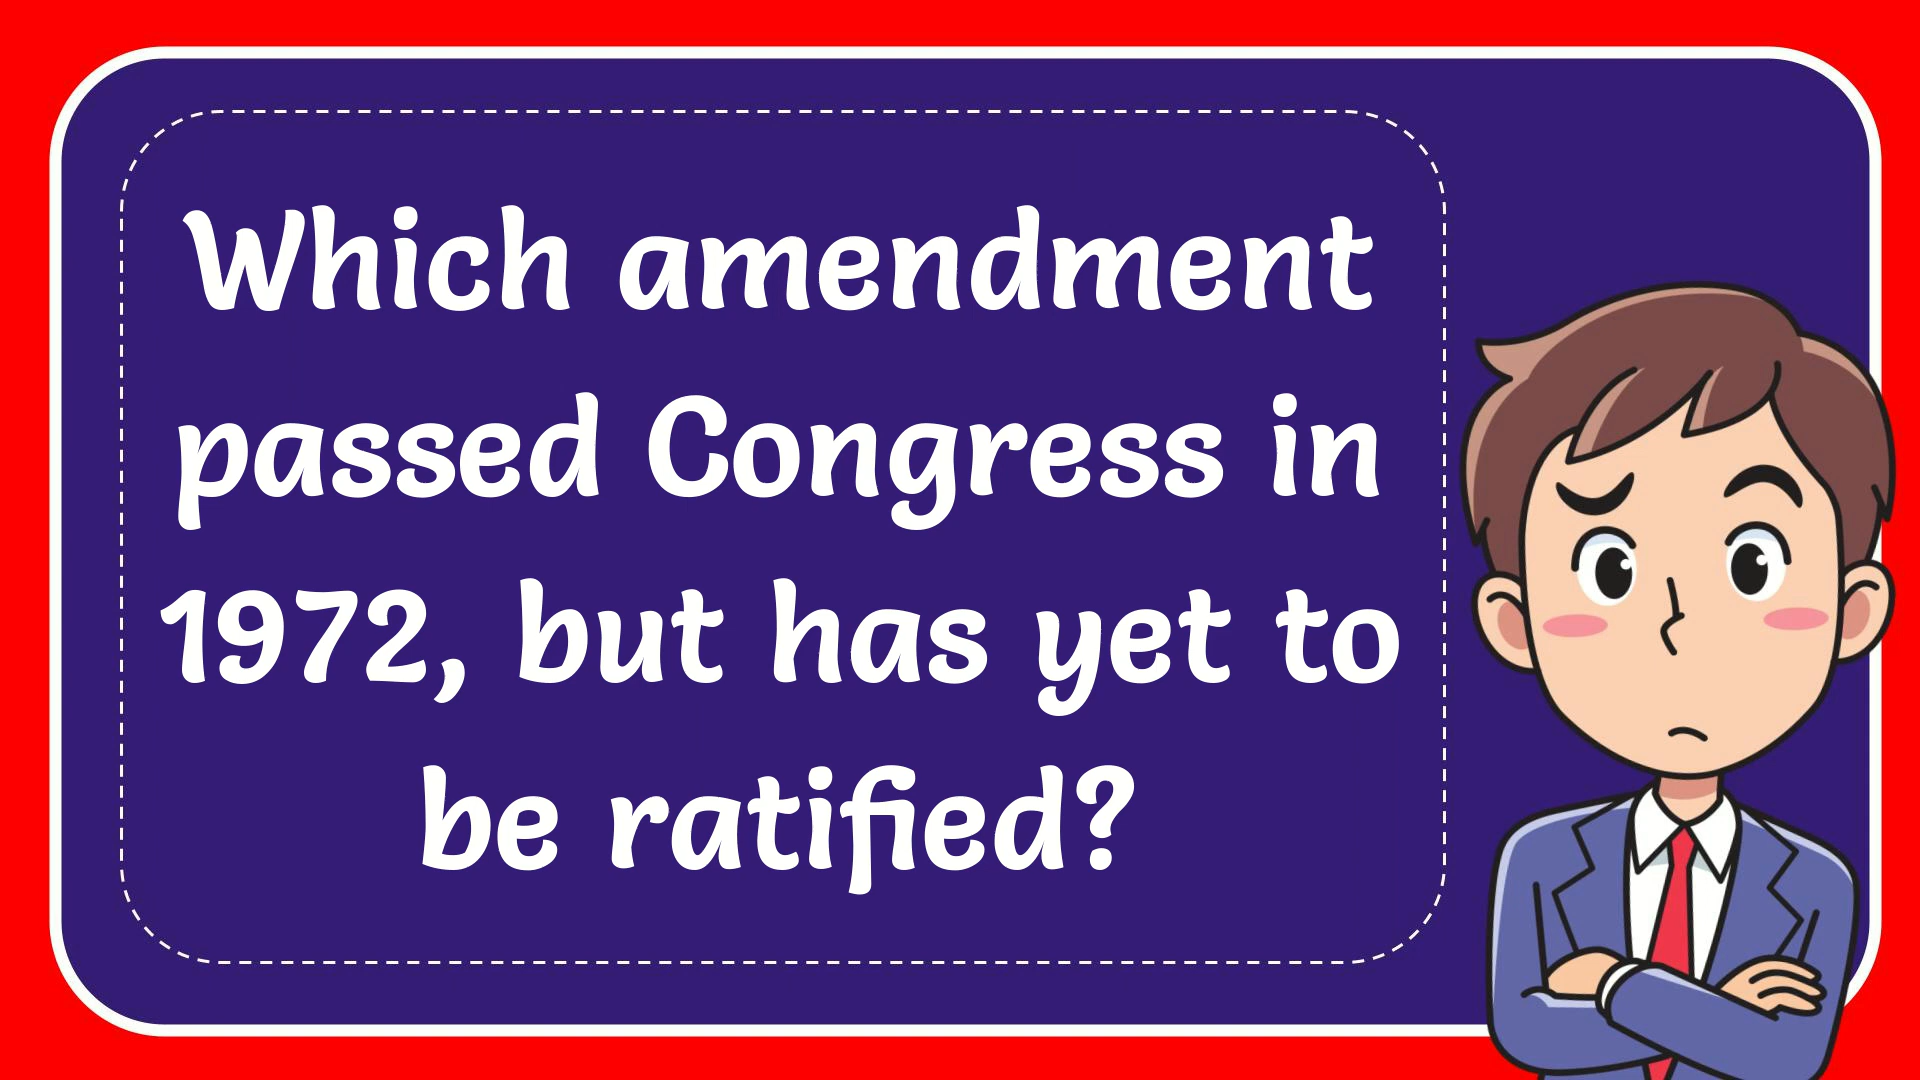 Which amendment
passed Congress in
1972, but has yet to
be ratified?